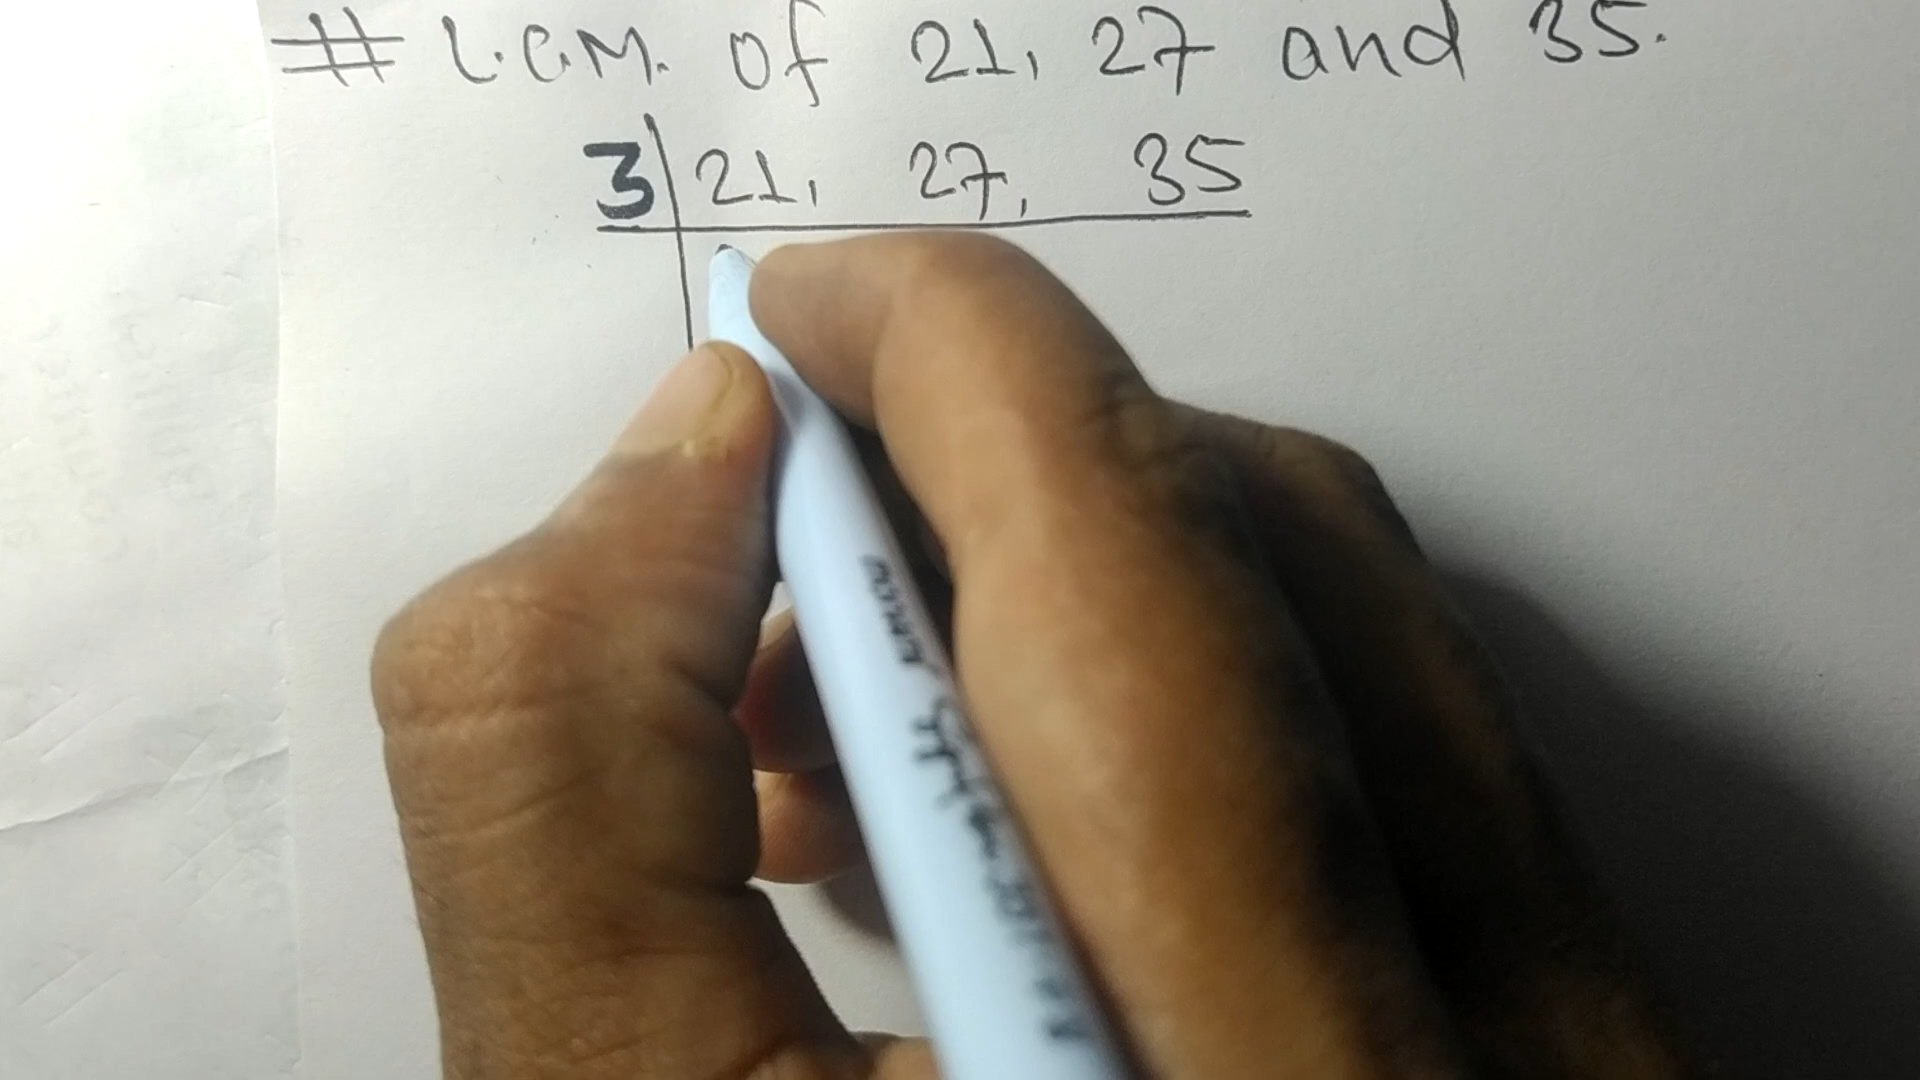 # L.C.M. of 21, 27 and 35.
3 21, 27, 35